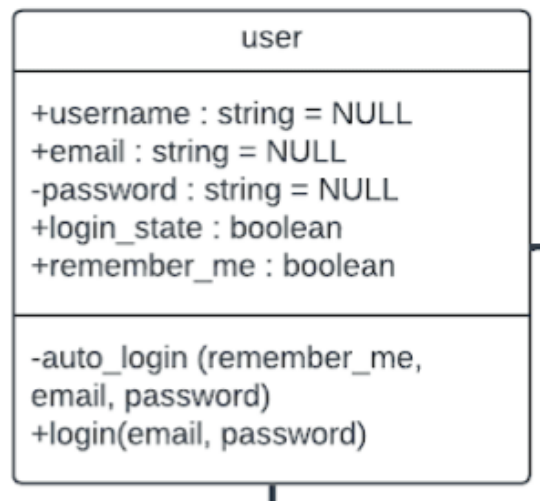 user
+username : string = NULL
+email : string = NULL
-password : string = NULL
+login_state : boolean
+remember_me : boolean
-auto_login (remember_me,
email, password)
+login(email, password)